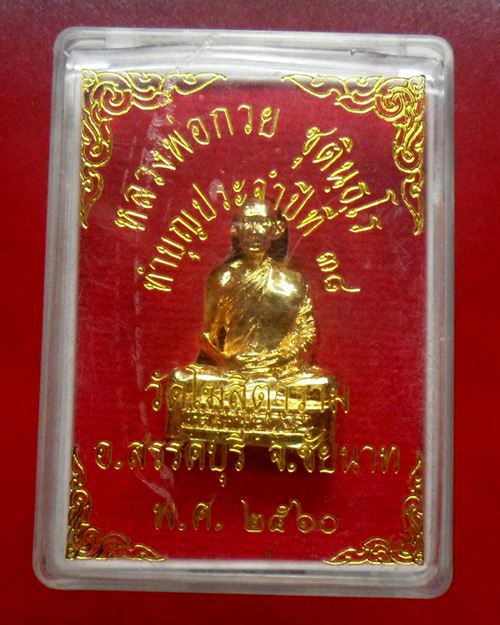 หลวงพ่อกวย ชุตินฺธโร
ทำบุญประจำปีที่ ๓๘
วัดโฆสิตาราม
อ.สรรคบุรี จ.ชัยนาท
พ.ศ. ๒๕๖๐